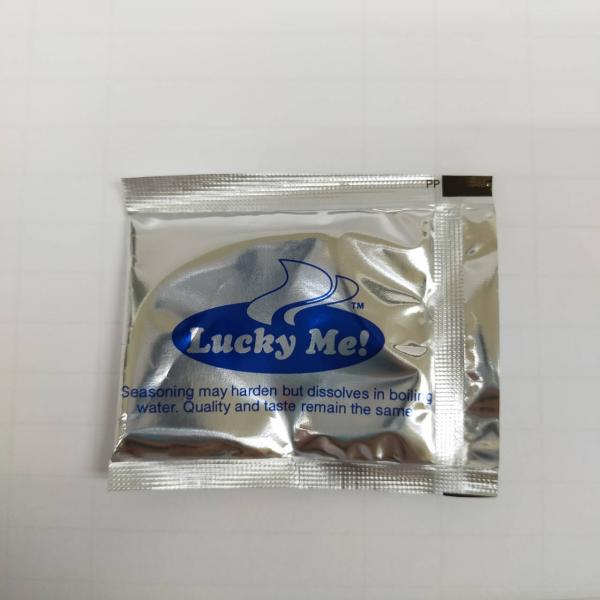 PP
Lucky Me!
TM
Seasoning may harden but dissolves in boiling
water. Quality and taste remain the same